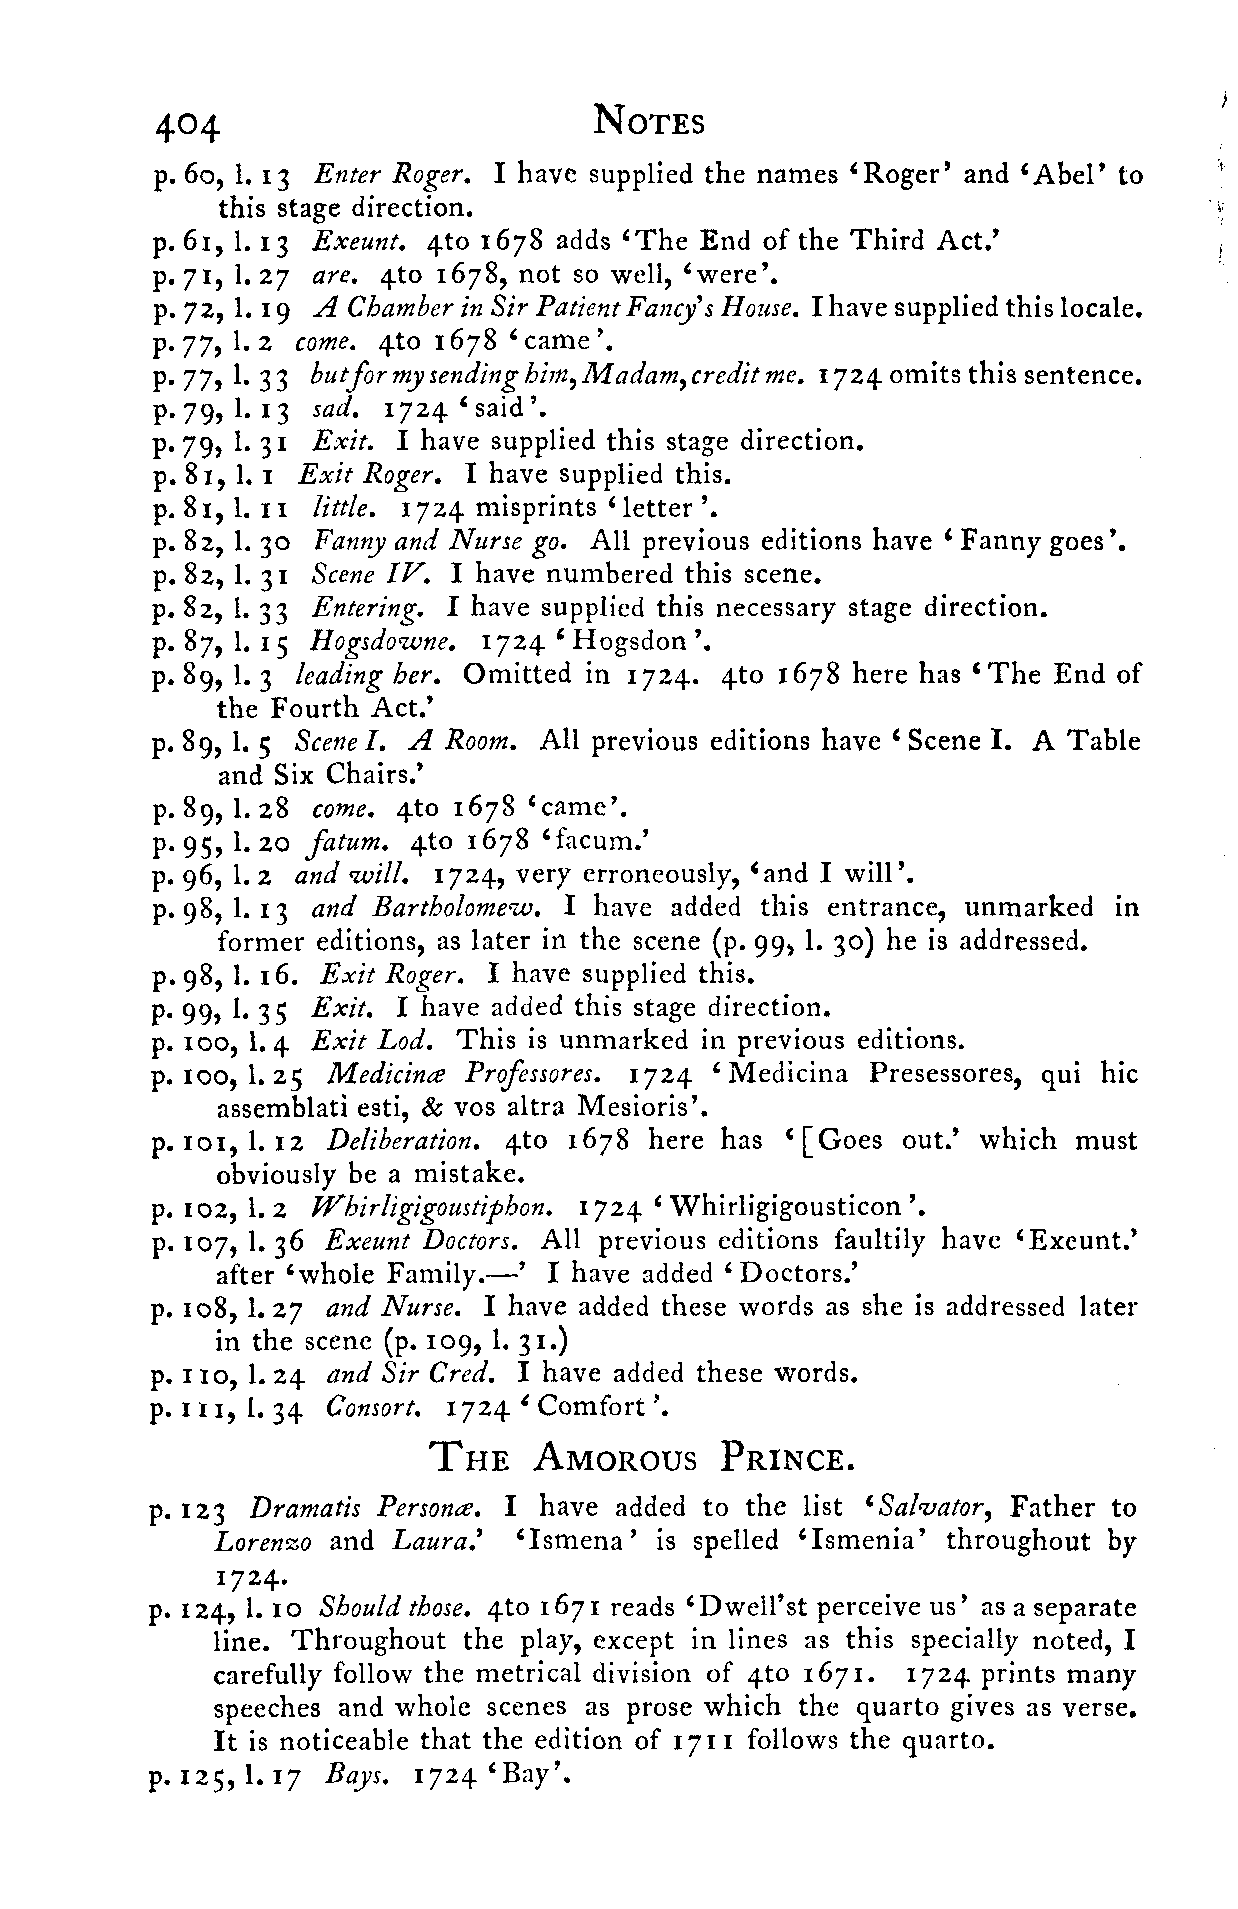 404 NOTES
p. 60, l. 13 Enter Roger. I have supplied the names ‘Roger’ and ‘Abel’ to
this stage direction.
p. 61, l. 13 Exeunt. 4to 1678 adds ‘The End of the Third Act.’
p. 71, l. 27 are. 4to 1678, not so well, ‘were’.
p. 72, l. 19 A Chamber in Sir Patient Fancy's House. I have supplied this locale.
p. 77, l. 2 come. 4to 1678 ‘came’.
p. 77, l. 33 but for my sending him, Madam, credit me. 1724 omits this sentence.
p. 79, l. 13 sad. 1724 ‘said’.
p. 79, l. 31 Exit. I have supplied this stage direction.
p. 81, l. 1 Exit Roger. I have supplied this.
p. 81, l. 11 little. 1724 misprints ‘letter’.
p. 82, l. 30 Fanny and Nurse go. All previous editions have ‘Fanny goes’.
p. 82, l. 31 Scene IV. I have numbered this scene.
p. 82, l. 33 Entering. I have supplied this necessary stage direction.
p. 87, l. 15 Hogsdowne. 1724 ‘Hogsdon’.
p. 89, l. 3 leading her. Omitted in 1724. 4to 1678 here has ‘The End of
the Fourth Act.’
p. 89, l. 5 Scene I. A Room. All previous editions have ‘Scene I. A Table
and Six Chairs.’
p. 89, l. 28 come. 4to 1678 ‘came’.
p. 95, l. 20 fatum. 4to 1678 ‘facum.’
p. 96, l. 2 and will. 1724, very erroneously, ‘and I will’.
p. 98, l. 13 and Bartholomew. I have added this entrance, unmarked in
former editions, as later in the scene (p. 99, l. 30) he is addressed.
p. 98, l. 16. Exit Roger. I have supplied this.
p. 99, l. 35 Exit. I have added this stage direction.
p. 100, l. 4 Exit Lod. This is unmarked in previous editions.
p. 100, l. 25 Medicinæ Professores. 1724 ‘Medicina Presessores, qui hic
assemblati esti, & vos altra Mesioris’.
p. 101, l. 12 Deliberation. 4to 1678 here has ‘[Goes out.’ which must
obviously be a mistake.
p. 102, l. 2 Whirligigoustiphon. 1724 ‘Whirligigousticon’.
p. 107, l. 36 Exeunt Doctors. All previous editions faultily have ‘Exeunt.’
after ‘whole Family.—’ I have added ‘Doctors.’
p. 108, l. 27 and Nurse. I have added these words as she is addressed later
in the scene (p. 109, l. 31.)
p. 110, l. 24 and Sir Cred. I have added these words.
p. 111, l. 34 Consort. 1724 ‘Comfort’.
THE AMOROUS PRINCE.
p. 123 Dramatis Personæ. I have added to the list ‘Salvator, Father to
Lorenzo and Laura.’ ‘Ismena’ is spelled ‘Ismenia’ throughout by
1724.
p. 124, l. 10 Should those. 4to 1671 reads ‘Dwell'st perceive us’ as a separate
line. Throughout the play, except in lines as this specially noted, I
carefully follow the metrical division of 4to 1671. 1724 prints many
speeches and whole scenes as prose which the quarto gives as verse.
It is noticeable that the edition of 1711 follows the quarto.
p. 125, l. 17 Bays. 1724 ‘Bay’.